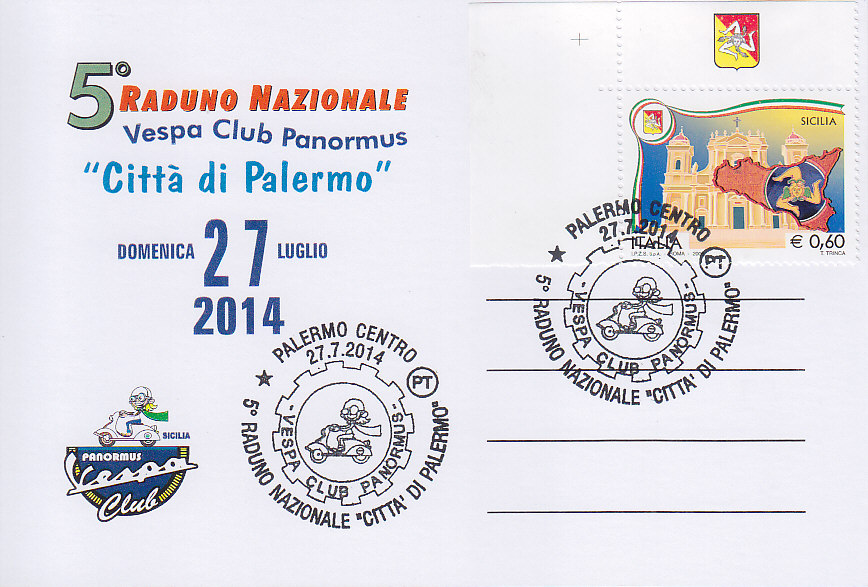 5° RADUNO NAZIONALE
Vespa Club Panormus
"Città di Palermo"
DOMENICA 27 LUGLIO
2014
SICILIA
PANORMUS
Vespa
Club
PALERMO CENTRO
27.7.2014
PT
VESPA CLUB PANORMUS
5° RADUNO NAZIONALE "CITTA' DI PALERMO"
SICILIA
ITALIA
€ 0,60
I.P.Z.S. S.p.A. - ROMA
T. TRINCA
PALERMO CENTRO
27.7.2014
PT
VESPA CLUB PANORMUS
5° RADUNO NAZIONALE "CITTA' DI PALERMO"